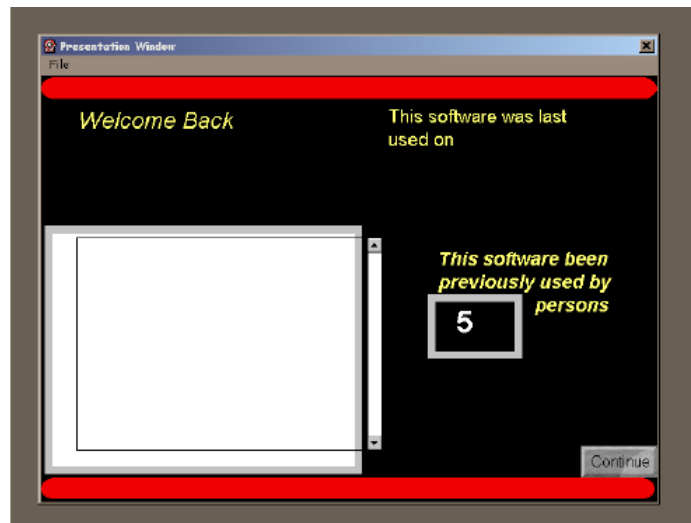 Presentation Window
File
Welcome Back
This software was last
used on
This software been
previously used by
persons
5
Continue